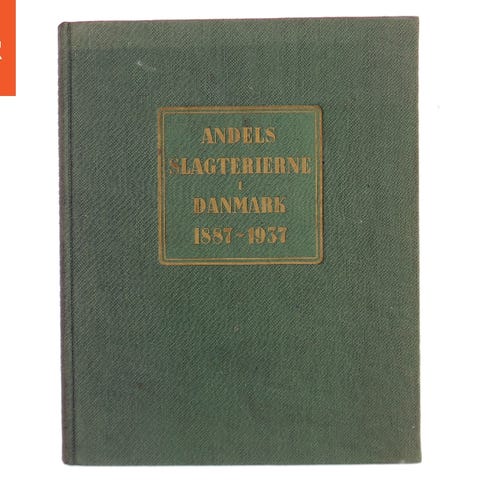 ANDELS
SLAGTERIERNE
I
DANMARK
1887-1937